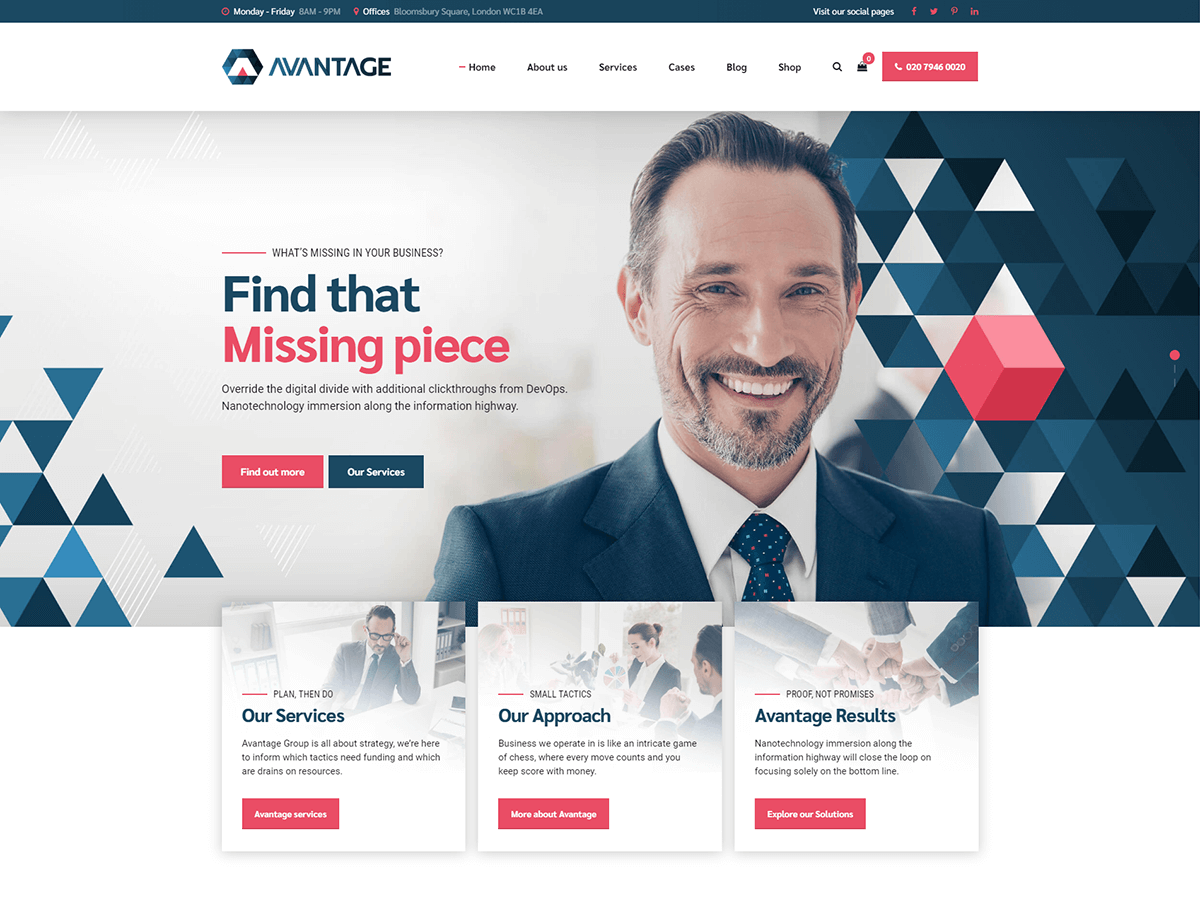 Monday - Friday 8AM - 9PM Offices Bloomsbury Square, London WC1B 4EA Visit our social pages
AVANTAGE
Home About us Services Cases Blog Shop 0 020 7946 0020
WHAT'S MISSING IN YOUR BUSINESS?
Find that
Missing piece
Override the digital divide with additional clickthroughs from DevOps.
Nanotechnology immersion along the information highway.
Find out more Our Services
PLAN, THEN DO
Our Services
Avantage Group is all about strategy, we're here
to inform which tactics need funding and which
are drains on resources.
Avantage services
SMALL TACTICS
Our Approach
Business we operate in is like an intricate game
of chess, where every move counts and you
keep score with money.
More about Avantage
PROOF, NOT PROMISES
Avantage Results
Nanotechnology immersion along the
information highway will close the loop on
focusing solely on the bottom line.
Explore our Solutions